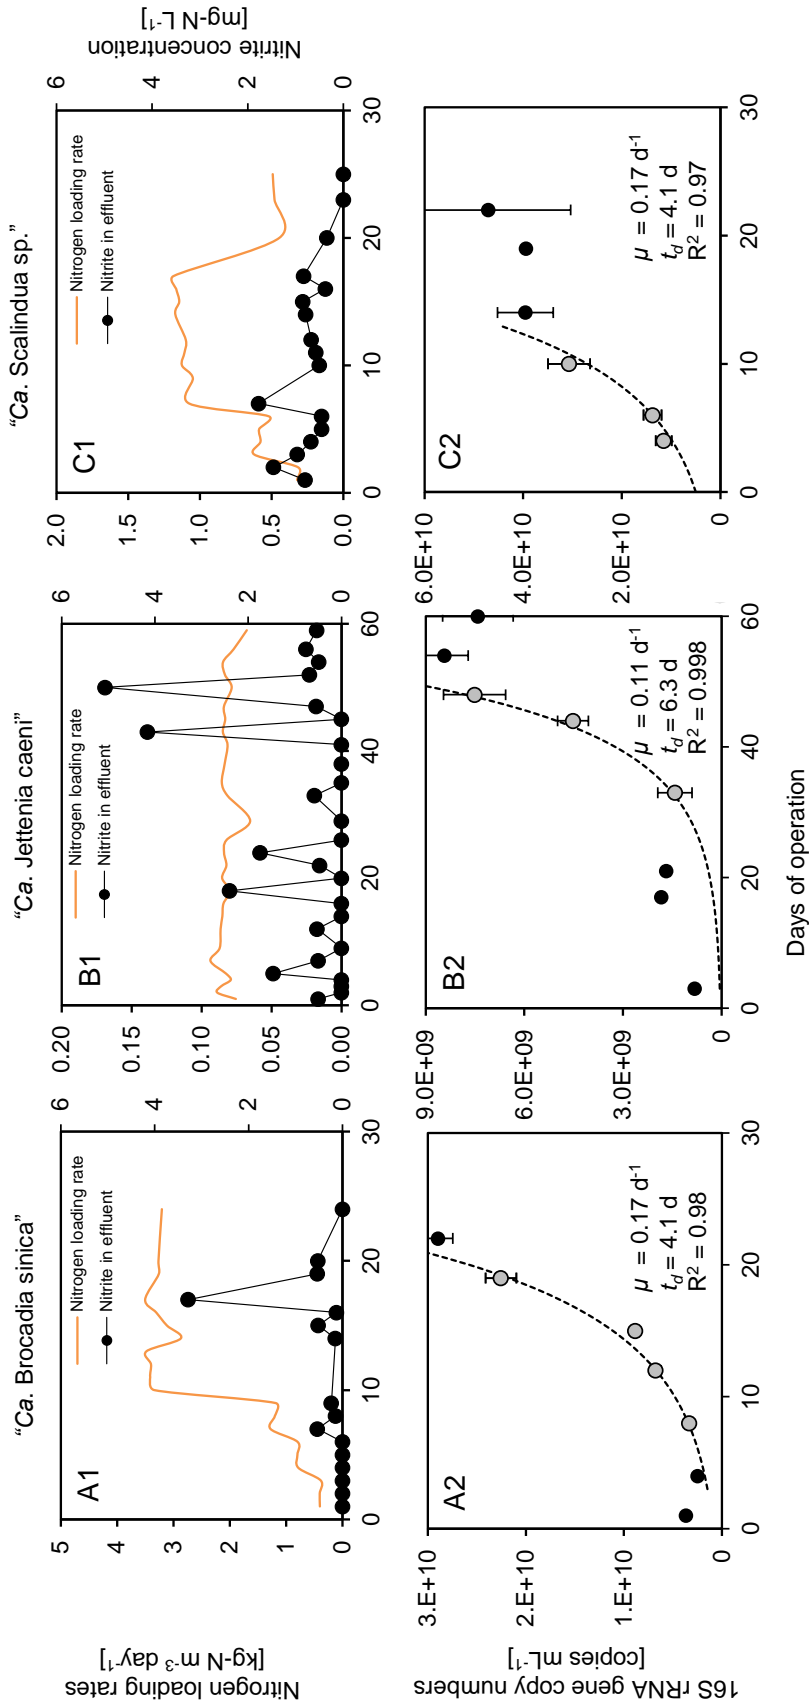 "Ca. Brocadia sinica"
"Ca. Jettenia caeni"
"Ca. Scalindua sp."
Nitrogen loading rates
[kg-N m-3 day-1]
A1
Nitrogen loading rate
Nitrite in effluent
5
4
3
2
1
0
6
4
2
0
0
10
20
30
B1
Nitrogen loading rate
Nitrite in effluent
0.20
0.15
0.10
0.05
0.00
6
4
2
0
0
20
40
60
C1
Nitrogen loading rate
Nitrite in effluent
2.0
1.5
1.0
0.5
0.0
6
4
2
0
0
10
20
30
Nitrite concentration
[mg-N L-1]
16S rRNA gene copy numbers
[copies mL-1]
A2
3.E+10
2.E+10
1.E+10
0
μ = 0.17 d-1
td = 4.1 d
R2 = 0.98
0
10
20
30
B2
9.0E+09
6.0E+09
3.0E+09
0
μ = 0.11 d-1
td = 6.3 d
R2 = 0.998
0
20
40
60
C2
6.0E+10
4.0E+10
2.0E+10
0
μ = 0.17 d-1
td = 4.1 d
R2 = 0.97
0
10
20
30
Days of operation